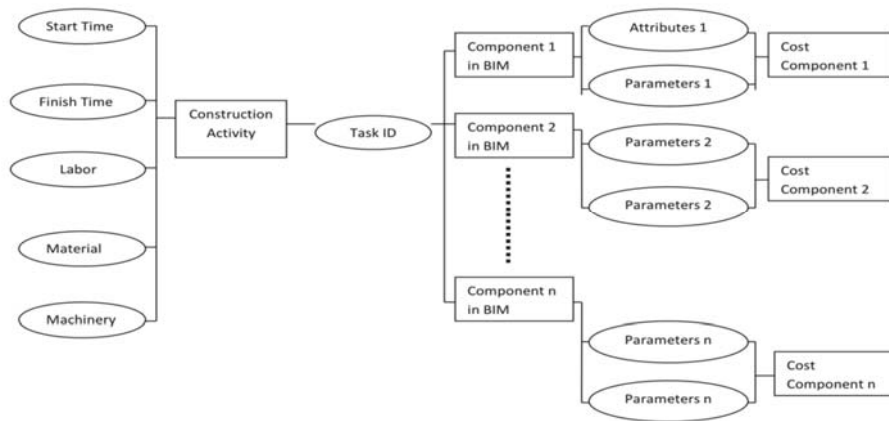 Start Time
Finish Time
Labor
Material
Machinery
Construction
Activity
Task ID
Component 1
in BIM
Component 2
in BIM
Component n
in BIM
Attributes 1
Parameters 1
Parameters 2
Parameters 2
Parameters n
Parameters n
Cost
Component 1
Cost
Component 2
Cost
Component n